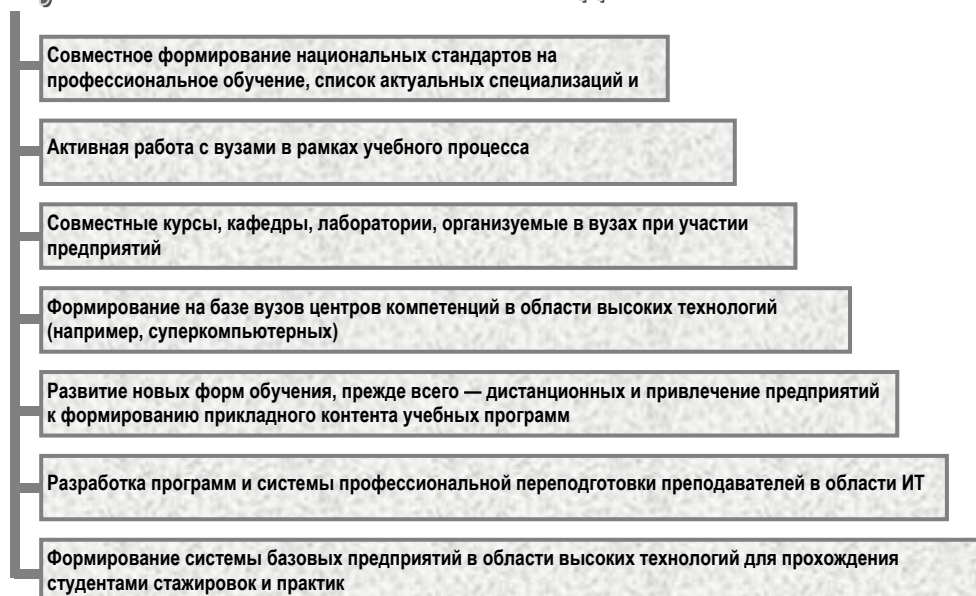 Совместное формирование национальных стандартов на
профессиональное обучение, список актуальных специализаций и
Активная работа с вузами в рамках учебного процесса
Совместные курсы, кафедры, лаборатории, организуемые в вузах при участии
предприятий
Формирование на базе вузов центров компетенций в области высоких технологий
(например, суперкомпьютерных)
Развитие новых форм обучения, прежде всего — дистанционных и привлечение предприятий
к формированию прикладного контента учебных программ
Разработка программ и системы профессиональной переподготовки преподавателей в области ИТ
Формирование системы базовых предприятий в области высоких технологий для прохождения
студентами стажировок и практик